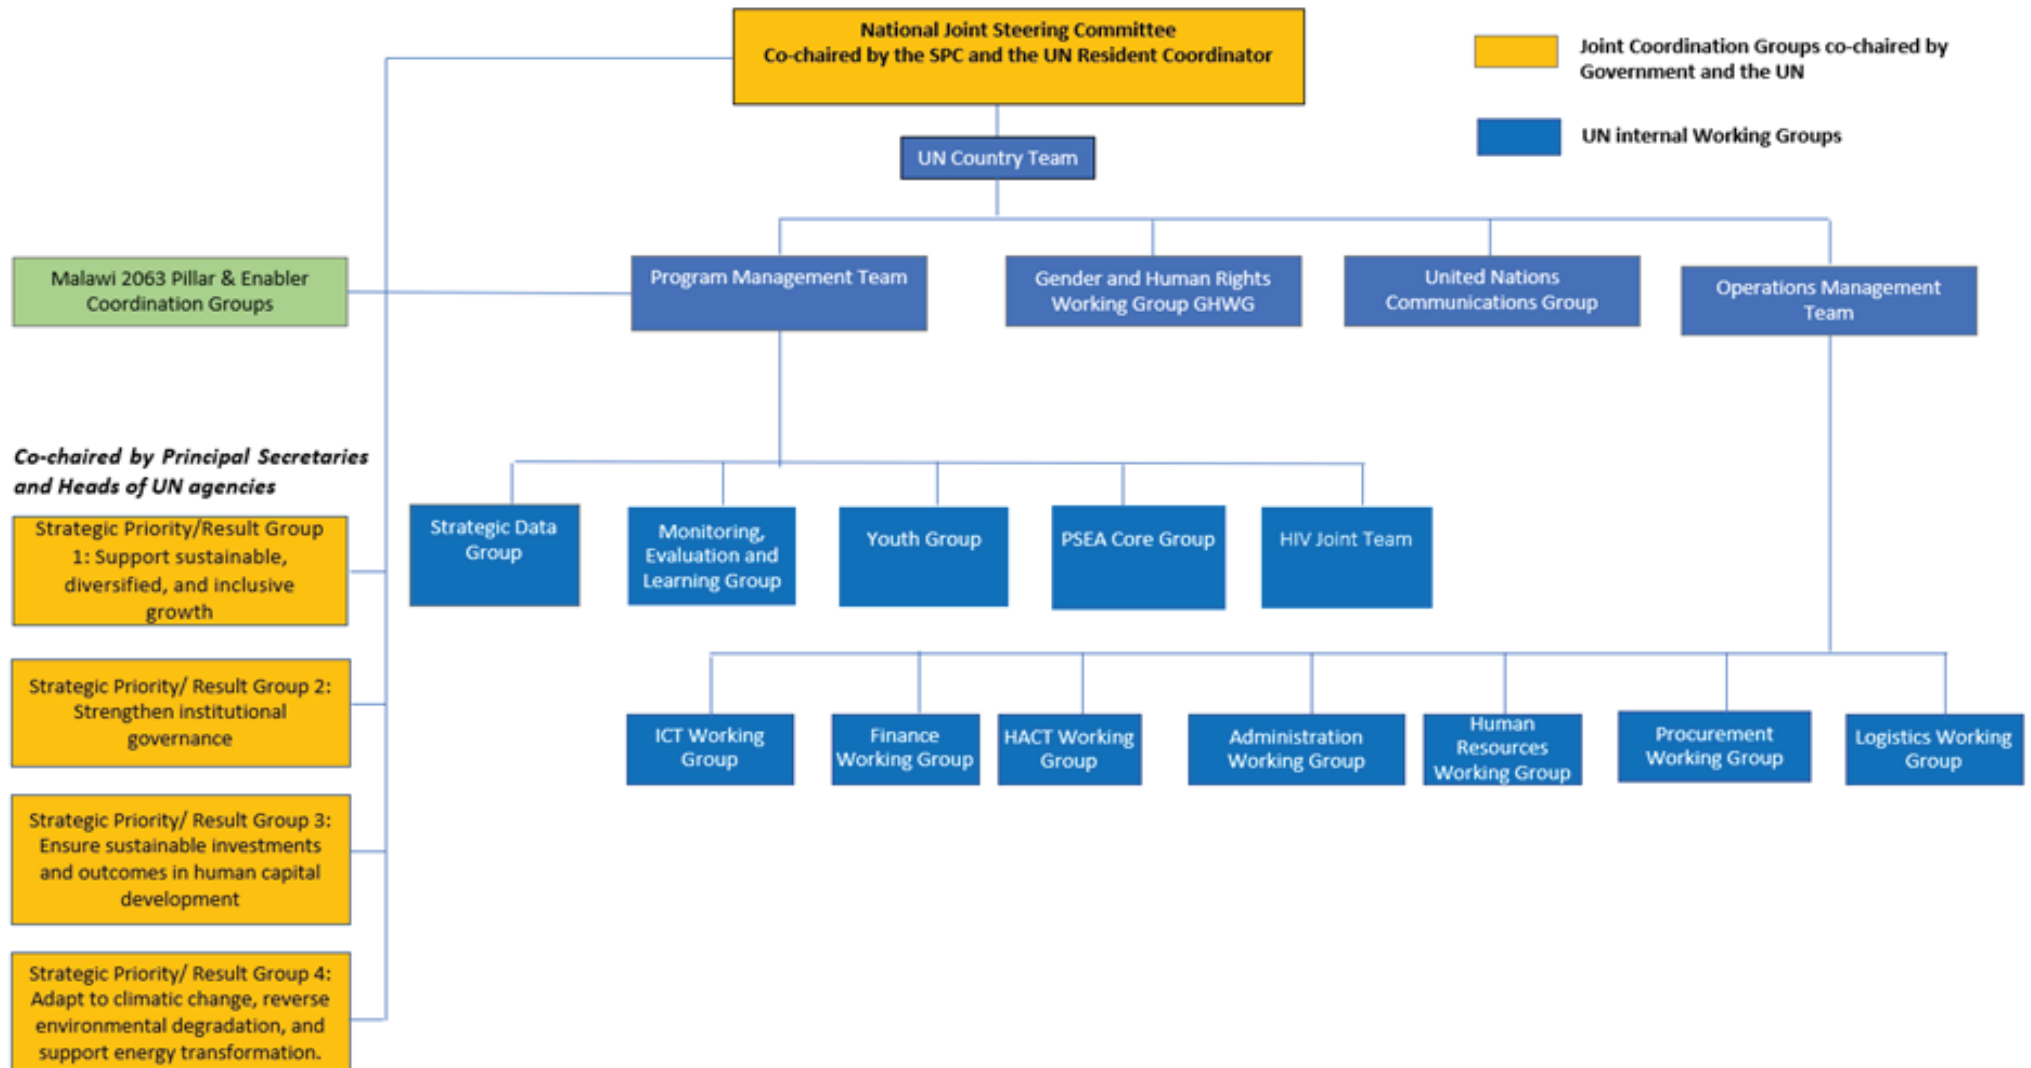 National Joint Steering Committee
Co-chaired by the SPC and the UN Resident Coordinator
Joint Coordination Groups co-chaired by
Government and the UN
UN internal Working Groups
UN Country Team
Malawi 2063 Pillar & Enabler
Coordination Groups
Program Management Team
Gender and Human Rights
Working Group GHWG
United Nations
Communications Group
Operations Management
Team
Co-chaired by Principal Secretaries
and Heads of UN agencies
Strategic Priority/Result Group
1: Support sustainable,
diversified, and inclusive
growth
Strategic Priority/ Result Group 2:
Strengthen institutional
governance
Strategic Priority/ Result Group 3:
Ensure sustainable investments
and outcomes in human capital
development
Strategic Priority/ Result Group 4:
Adapt to climatic change, reverse
environmental degradation, and
support energy transformation.
Strategic Data
Group
Monitoring,
Evaluation and
Learning Group
Youth Group
PSEA Core Group
HIV Joint Team
ICT Working
Group
Finance
Working Group
HACT Working
Group
Administration
Working Group
Human
Resources
Working Group
Procurement
Working Group
Logistics Working
Group